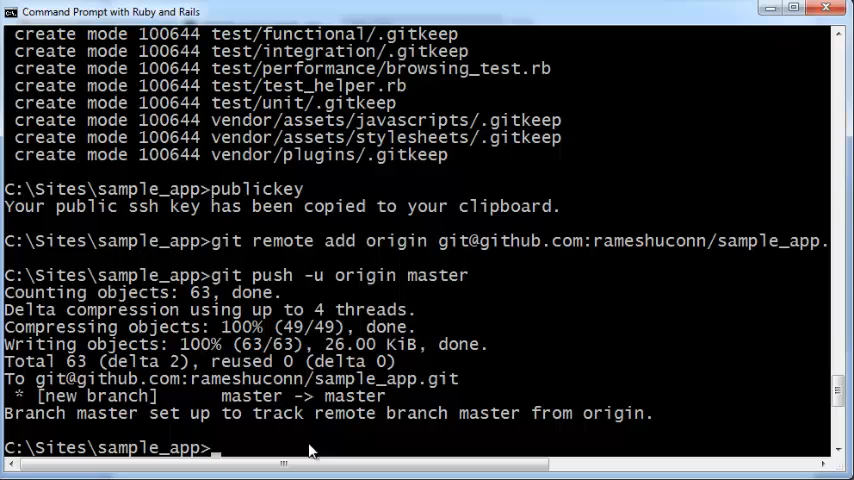 Command Prompt with Ruby and Rails
create mode 100644 test/functional/.gitkeep
create mode 100644 test/integration/.gitkeep
create mode 100644 test/performance/browsing_test.rb
create mode 100644 test/test_helper.rb
create mode 100644 test/unit/.gitkeep
create mode 100644 vendor/assets/javascripts/.gitkeep
create mode 100644 vendor/assets/stylesheets/.gitkeep
create mode 100644 vendor/plugins/.gitkeep
C:\Sites\sample_app>publickey
Your public ssh key has been copied to your clipboard.
C:\Sites\sample_app>git remote add origin git@github.com:rameshuconn/sample_app.
C:\Sites\sample_app>git push -u origin master
Counting objects: 63, done.
Delta compression using up to 4 threads.
Compressing objects: 100% (49/49), done.
Writing objects: 100% (63/63), 26.00 KiB, done.
Total 63 (delta 2), reused 0 (delta 0)
To git@github.com:rameshuconn/sample_app.git
* [new branch]      master -> master
Branch master set up to track remote branch master from origin.
C:\Sites\sample_app>